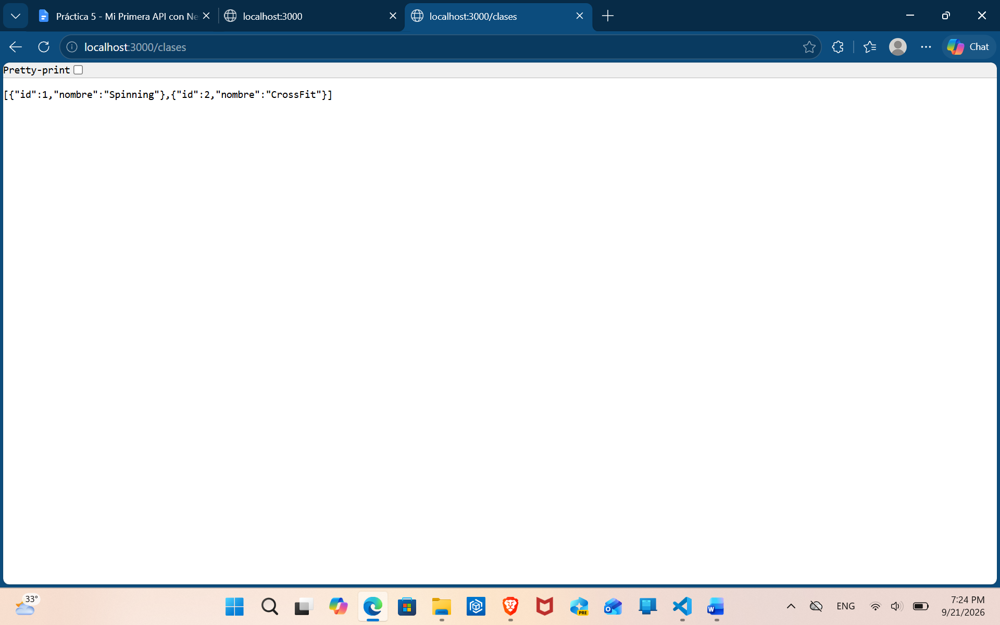 Práctica 5 - Mi Primera API con Ne
localhost:3000
localhost:3000/clases
localhost:3000/clases
Chat
Pretty-print
[{"id":1,"nombre":"Spinning"},{"id":2,"nombre":"CrossFit"}]
33°
PRE
O
W
ENG
7:24 PM
9/21/2026